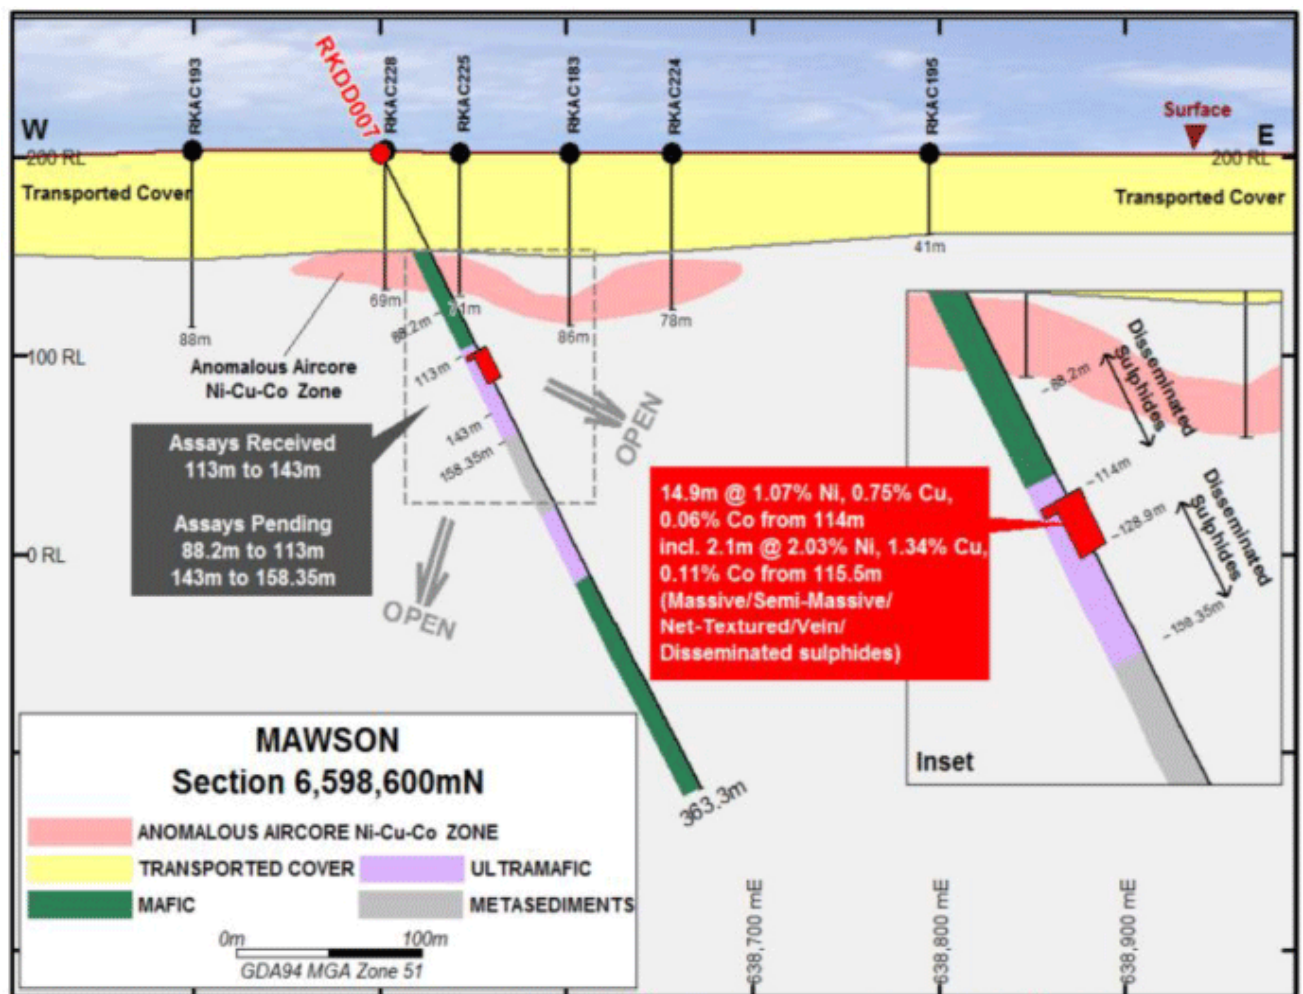 RKAC193
RKDD007
RKAC228
RKAC225
RKAC183
RKAC224
RKAC195
Surface
W
E
200 RL
200 RL
Transported Cover
Transported Cover
41m
69m
71m
88m
86m
78m
88.2m
113m
143m
158.35m
100 RL
Anomalous Aircore
Ni-Cu-Co Zone
OPEN
OPEN
Assays Received
113m to 143m
Assays Pending
88.2m to 113m
143m to 158.35m
0 RL
14.9m @ 1.07% Ni, 0.75% Cu,
0.06% Co from 114m
incl. 2.1m @ 2.03% Ni, 1.34% Cu,
0.11% Co from 115.5m
(Massive/Semi-Massive/
Net-Textured/Vein/
Disseminated sulphides)
Disseminated
Sulphides
88.2m
114m
128.9m
Disseminated
Sulphides
158.35m
Inset
363.3m
MAWSON
Section 6,598,600mN
ANOMALOUS AIRCORE Ni-Cu-Co ZONE
TRANSPORTED COVER
ULTRAMAFIC
MAFIC
METASEDIMENTS
0m 100m
GDA94 MGA Zone 51
638,700 mE
638,800 mE
638,900 mE